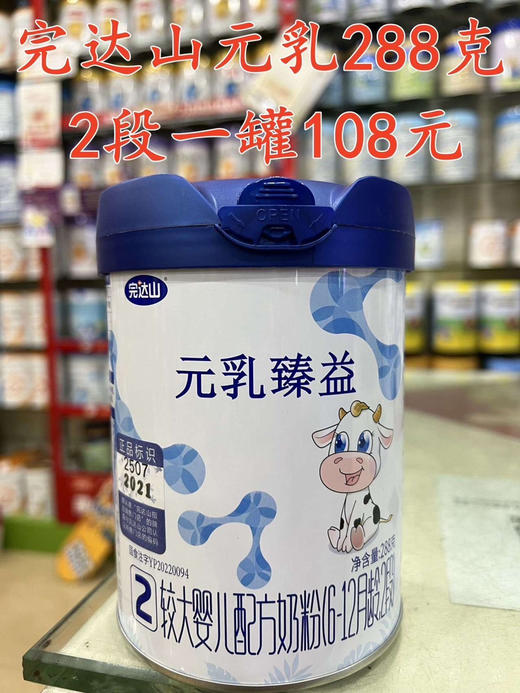 完达山元乳288克
2段一罐108元
OPEN
完达山
元乳臻益
正品标识
2507
2021
国食注字YP20220094
净含量:288克
2 较大婴儿配方奶粉(6-12月龄,2段)